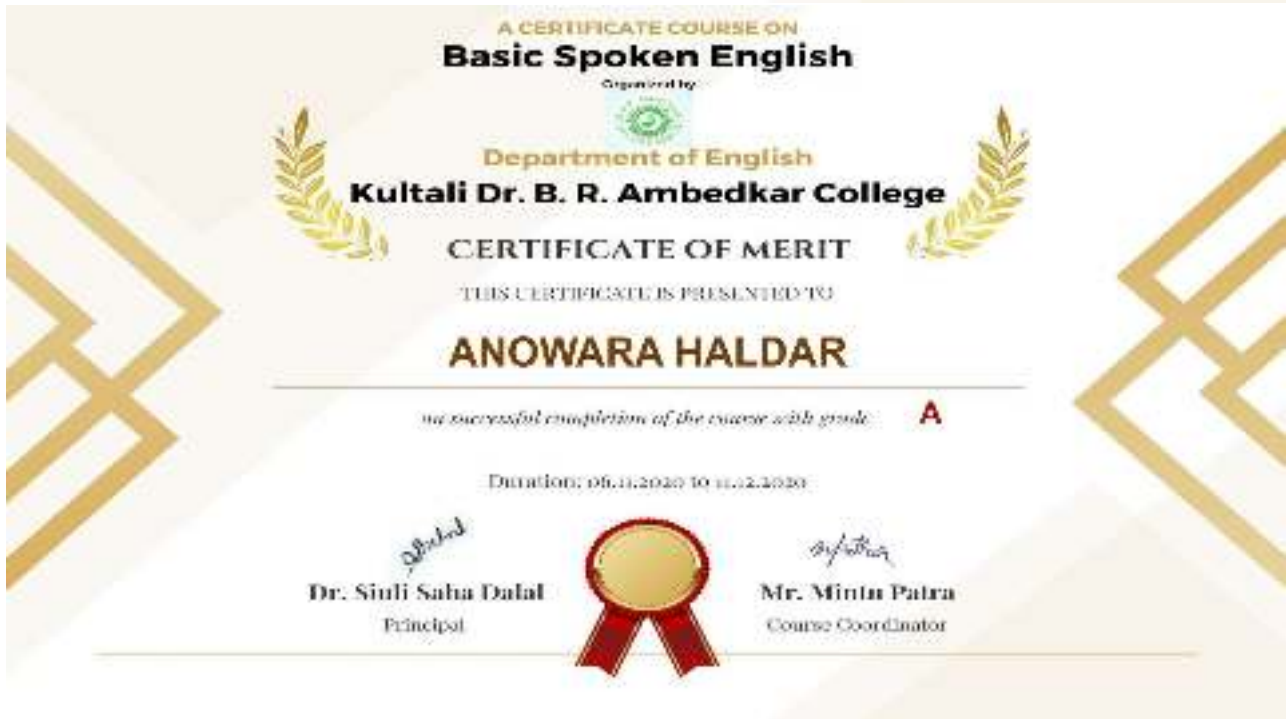 A CERTIFICATE COURSE ON
Basic Spoken English
Organized by
Department of English
Kultali Dr. B. R. Ambedkar College
CERTIFICATE OF MERIT
THIS CERTIFICATE IS PRESENTED TO
ANOWARA HALDAR
on successful completion of the course with grade A
Duration: 06.11.2020 to 11.12.2020
Dr. Siuli Saha Dalal Mr. Mintu Patra
Principal Course Coordinator